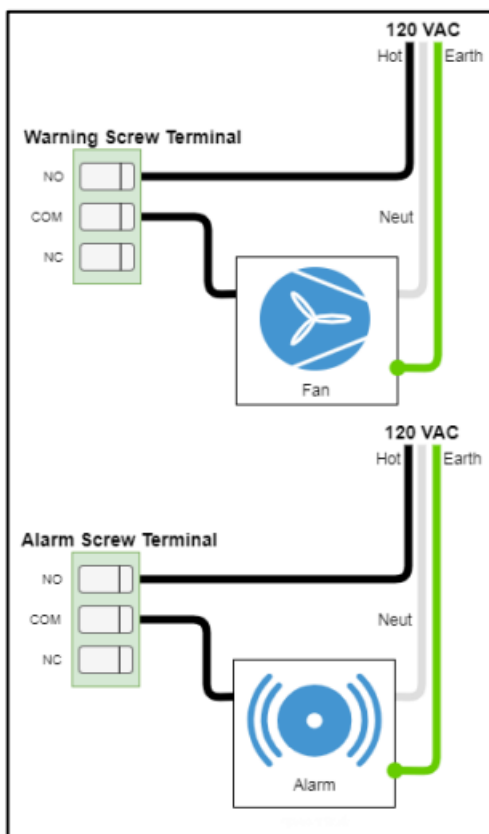 120 VAC
Hot Earth
Warning Screw Terminal
NO
COM
Neut
NC
Fan
120 VAC
Hot Earth
Alarm Screw Terminal
NO
COM
Neut
NC
Alarm